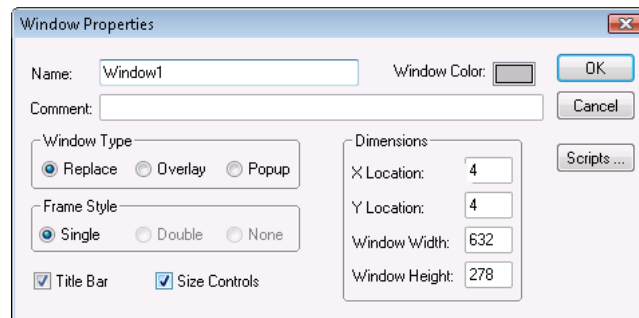 Window Properties
Name: Window1 Window Color: OK
Comment: Cancel
Window Type Dimensions Scripts ...
Replace Overlay Popup X Location: 4
Frame Style Y Location: 4
Single Double None Window Width: 632
Title Bar Size Controls Window Height: 278